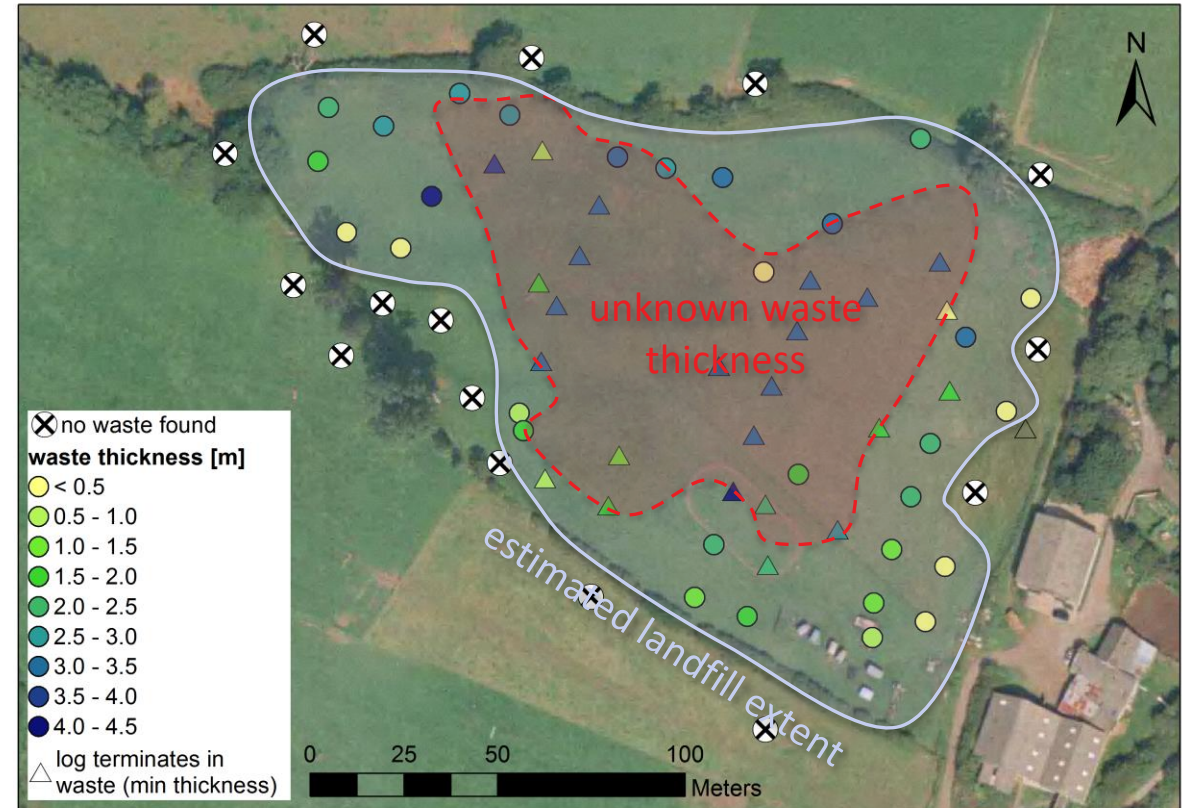 N
unknown waste
thickness
estimated landfill extent
no waste found
waste thickness [m]
< 0.5
0.5 - 1.0
1.0 - 1.5
1.5 - 2.0
2.0 - 2.5
2.5 - 3.0
3.0 - 3.5
3.5 - 4.0
4.0 - 4.5
log terminates in
waste (min thickness)
0 25 50 100
Meters